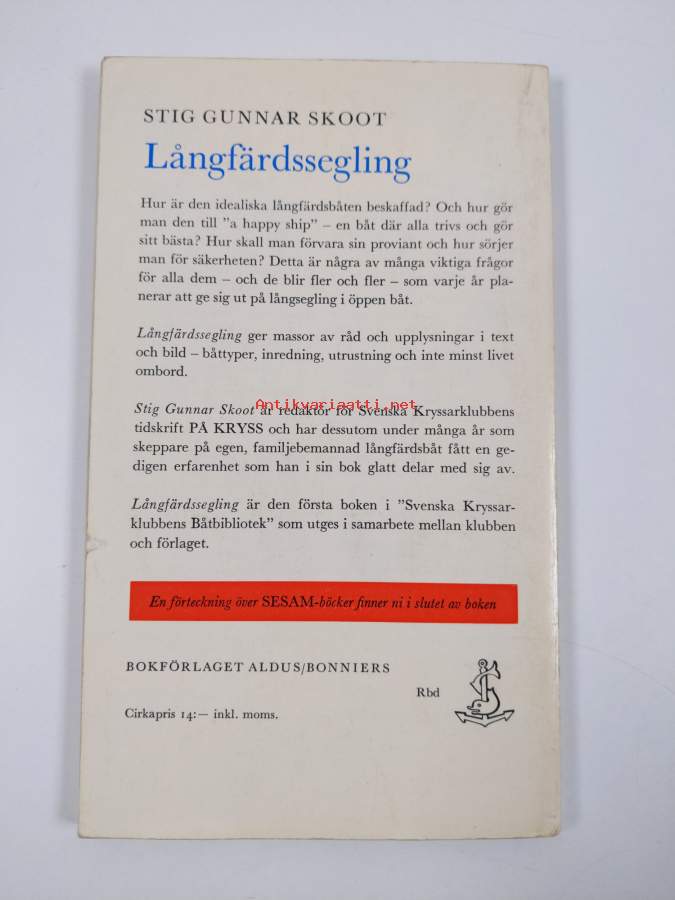 STIG GUNNAR SKOOT
Långfärdssegling
Hur är den idealiska långfärdsbåten beskaffad? Och hur gör
man den till "a happy ship" – en båt där alla trivs och gör
sitt bästa? Hur skall man förvara sin proviant och hur sörjer
man för säkerheten? Detta är några av många viktiga frågor
för alla dem – och de blir fler och fler – som varje år pla-
nerar att ge sig ut på långsegling i öppen båt.
Långfärdssegling ger massor av råd och upplysningar i text
och bild – båttyper, inredning, utrustning och inte minst livet
ombord.
Antikvariaatti.net
Stig Gunnar Skoot är redaktör för Svenska Kryssarklubbens
tidskrift PÅ KRYSS och har dessutom under många år som
skeppare på egen, familjebemannad långfärdsbåt fått en ge-
digen erfarenhet som han i sin bok glatt delar med sig av.
Långfärdssegling är den första boken i "Svenska Kryssar-
klubbens Båtbibliotek" som utges i samarbete mellan klubben
och förlaget.
En förteckning över SESAM-böcker finner ni i slutet av boken
BOKFÖRLAGET ALDUS/BONNIERS
Rbd
Cirkapris 14:— inkl. moms.